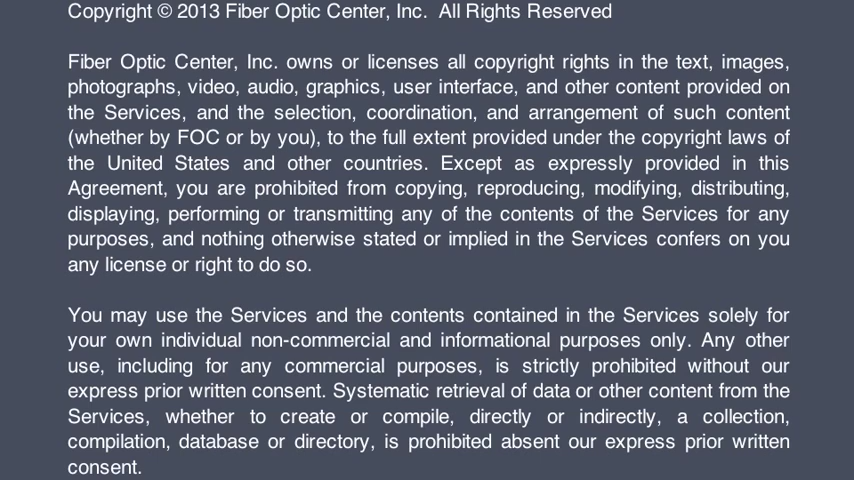 Copyright © 2013 Fiber Optic Center, Inc.  All Rights Reserved
Fiber Optic Center, Inc. owns or licenses all copyright rights in the text, images,
photographs, video, audio, graphics, user interface, and other content provided on
the Services, and the selection, coordination, and arrangement of such content
(whether by FOC or by you), to the full extent provided under the copyright laws of
the United States and other countries. Except as expressly provided in this
Agreement, you are prohibited from copying, reproducing, modifying, distributing,
displaying, performing or transmitting any of the contents of the Services for any
purposes, and nothing otherwise stated or implied in the Services confers on you
any license or right to do so.
You may use the Services and the contents contained in the Services solely for
your own individual non-commercial and informational purposes only. Any other
use, including for any commercial purposes, is strictly prohibited without our
express prior written consent. Systematic retrieval of data or other content from the
Services, whether to create or compile, directly or indirectly, a collection,
compilation, database or directory, is prohibited absent our express prior written
consent.